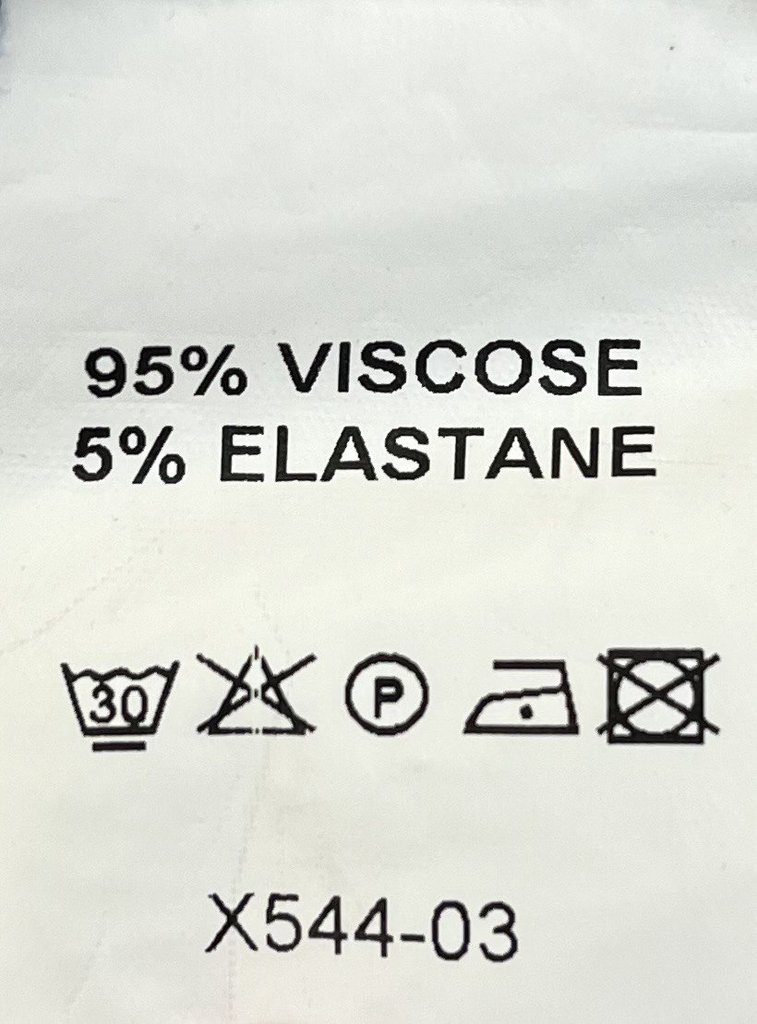 95% VISCOSE
5% ELASTANE
30 P
X544-03